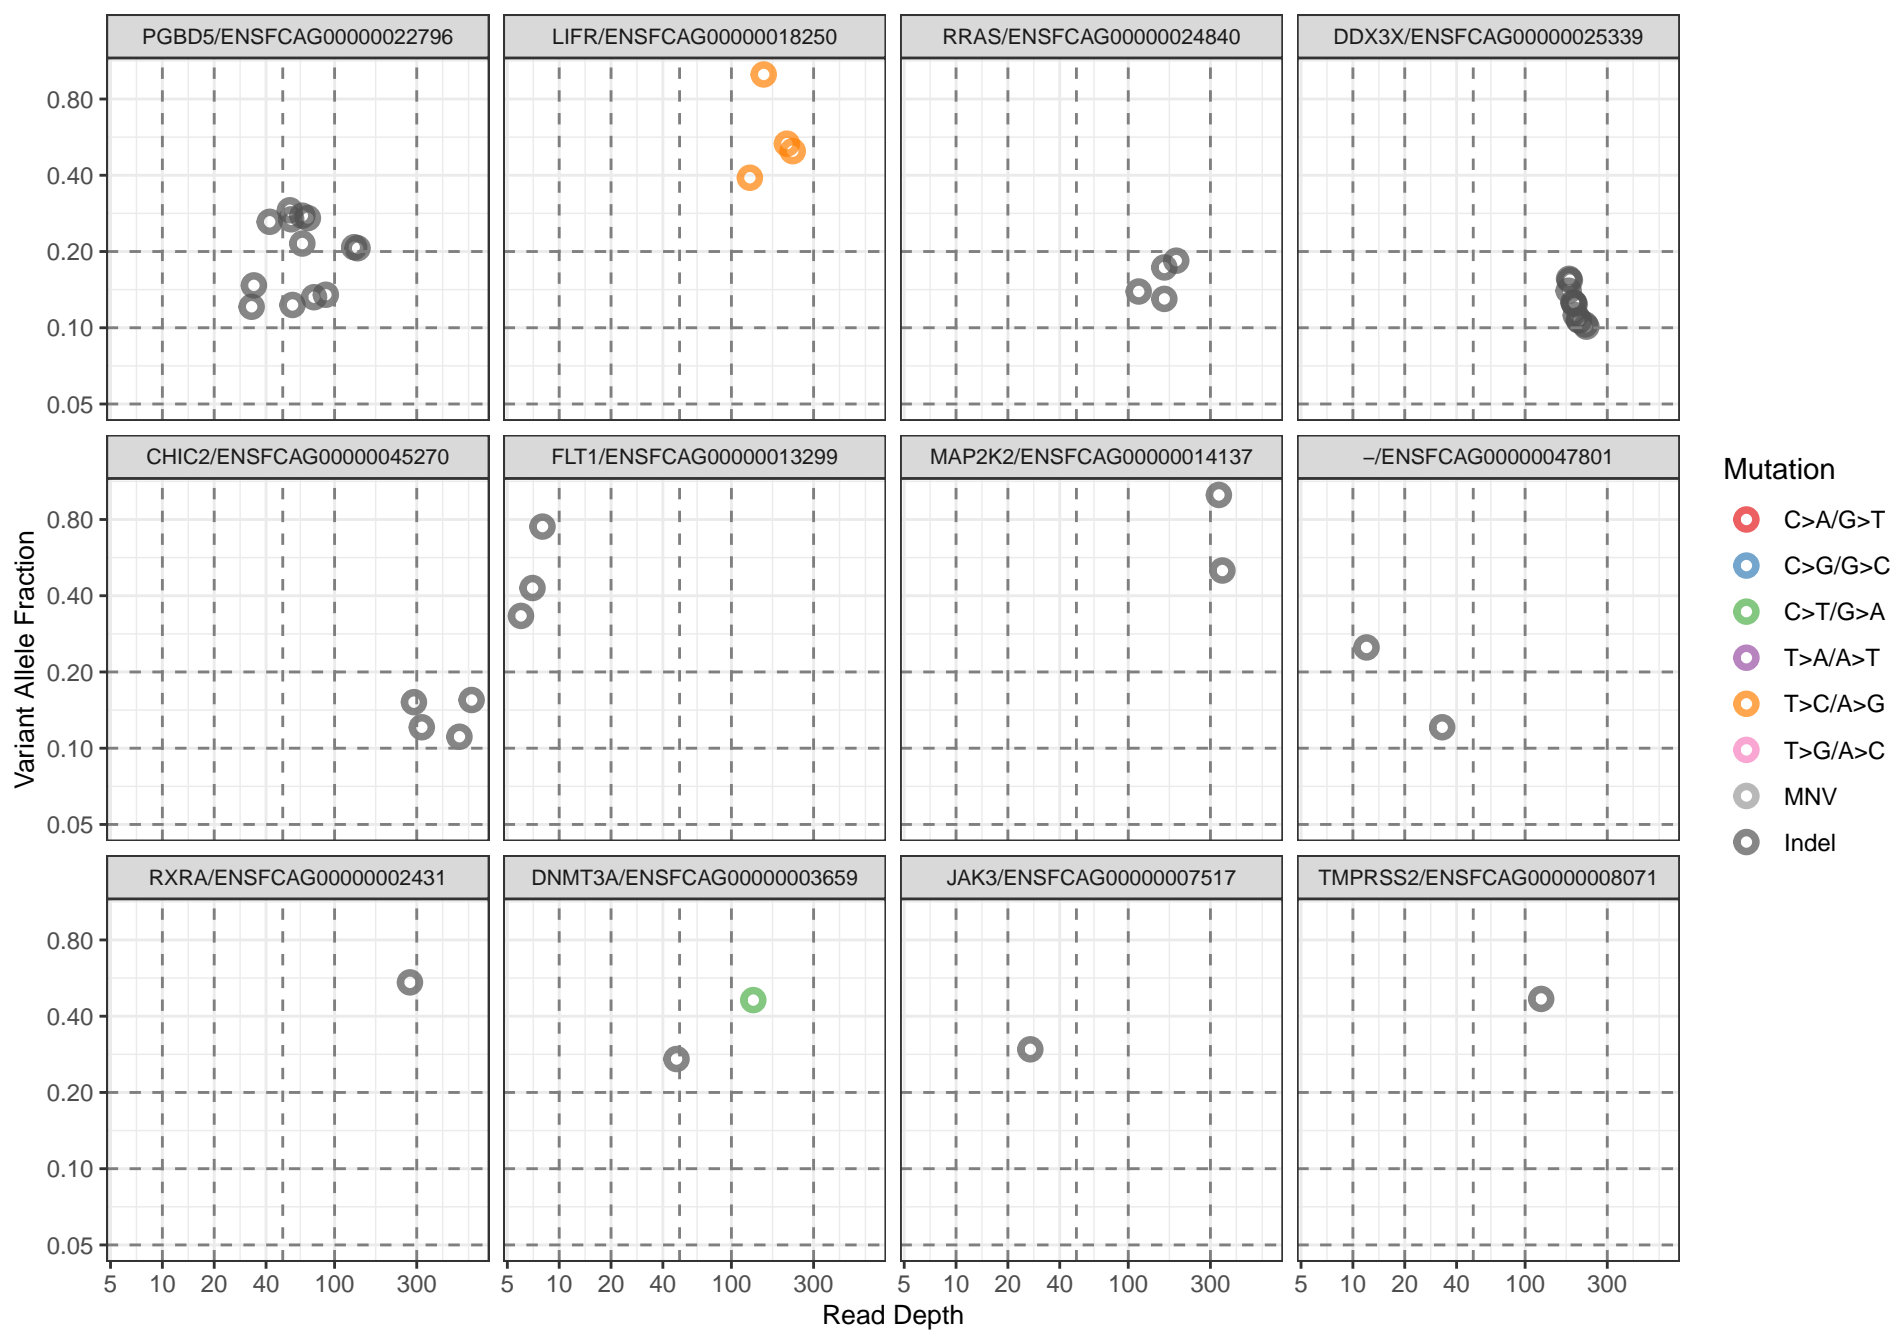 PGBD5/ENSFCAG00000022796
LIFR/ENSFCAG00000018250
RRAS/ENSFCAG00000024840
DDX3X/ENSFCAG00000025339
0.80
0.40
0.20
0.10
0.05
CHIC2/ENSFCAG00000045270
FLT1/ENSFCAG00000013299
MAP2K2/ENSFCAG00000014137
–/ENSFCAG00000047801
0.80
0.40
0.20
0.10
0.05
RXRA/ENSFCAG00000002431
DNMT3A/ENSFCAG00000003659
JAK3/ENSFCAG00000007517
TMPRSS2/ENSFCAG00000008071
0.80
0.40
0.20
0.10
0.05
5 10 20 40 100 300
5 10 20 40 100 300
5 10 20 40 100 300
5 10 20 40 100 300
Read Depth
Variant Allele Fraction
Mutation
C>A/G>T
C>G/G>C
C>T/G>A
T>A/A>T
T>C/A>G
T>G/A>C
MNV
Indel